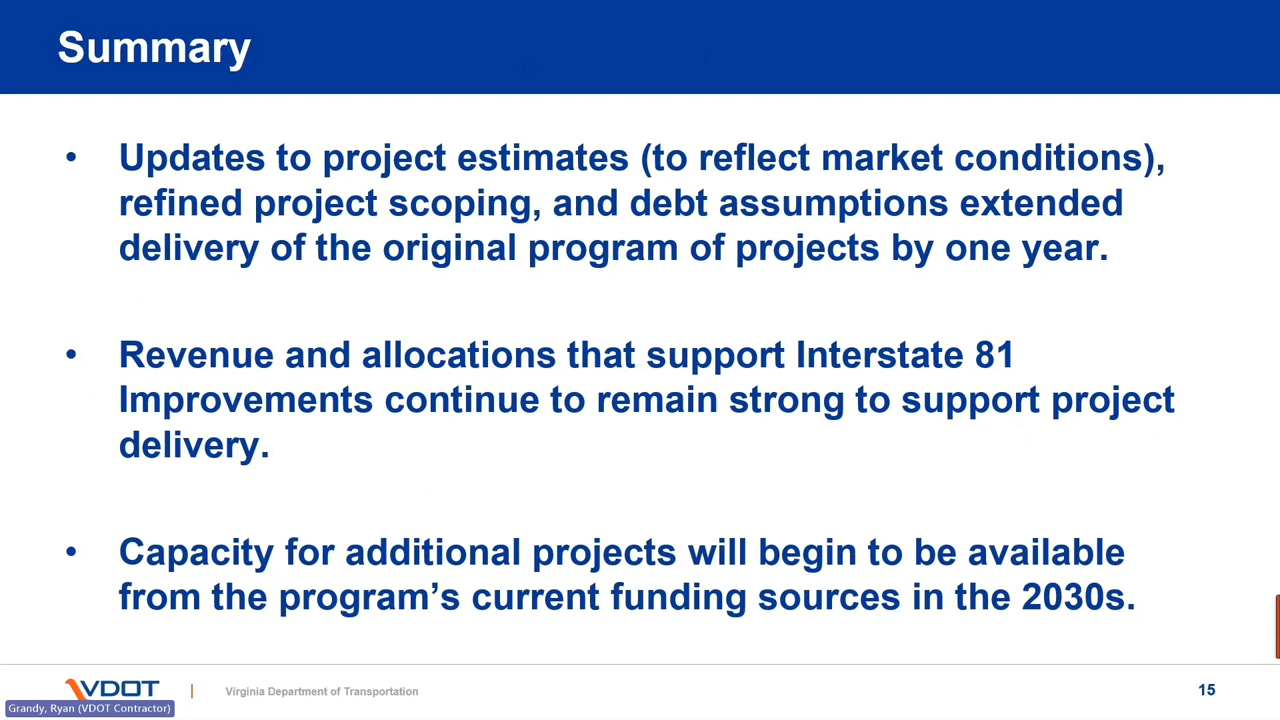 Summary
• Updates to project estimates (to reflect market conditions),
refined project scoping, and debt assumptions extended
delivery of the original program of projects by one year.
• Revenue and allocations that support Interstate 81
Improvements continue to remain strong to support project
delivery.
• Capacity for additional projects will begin to be available
from the program’s current funding sources in the 2030s.
VDOT | Virginia Department of Transportation 15
Grandy, Ryan (VDOT Contractor)